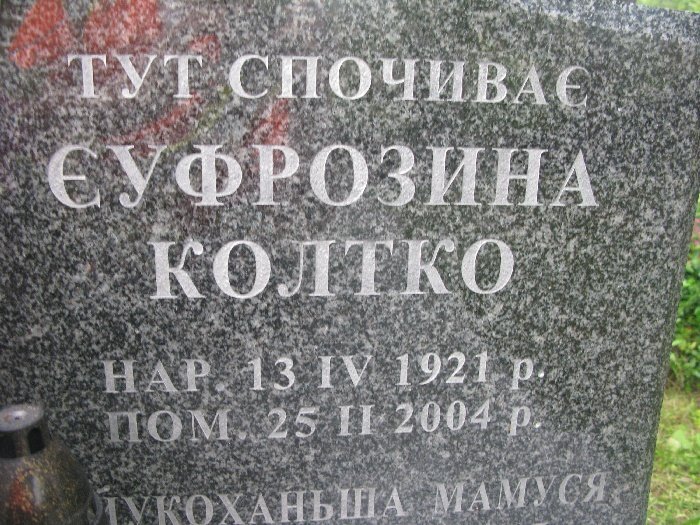 ТУТ СПОЧИВАЄ
ЄУФРОЗИНА
КОЛТКО
НАР. 13 IV 1921 р.
ПОМ. 25 II 2004 р.
МАМУСЯ